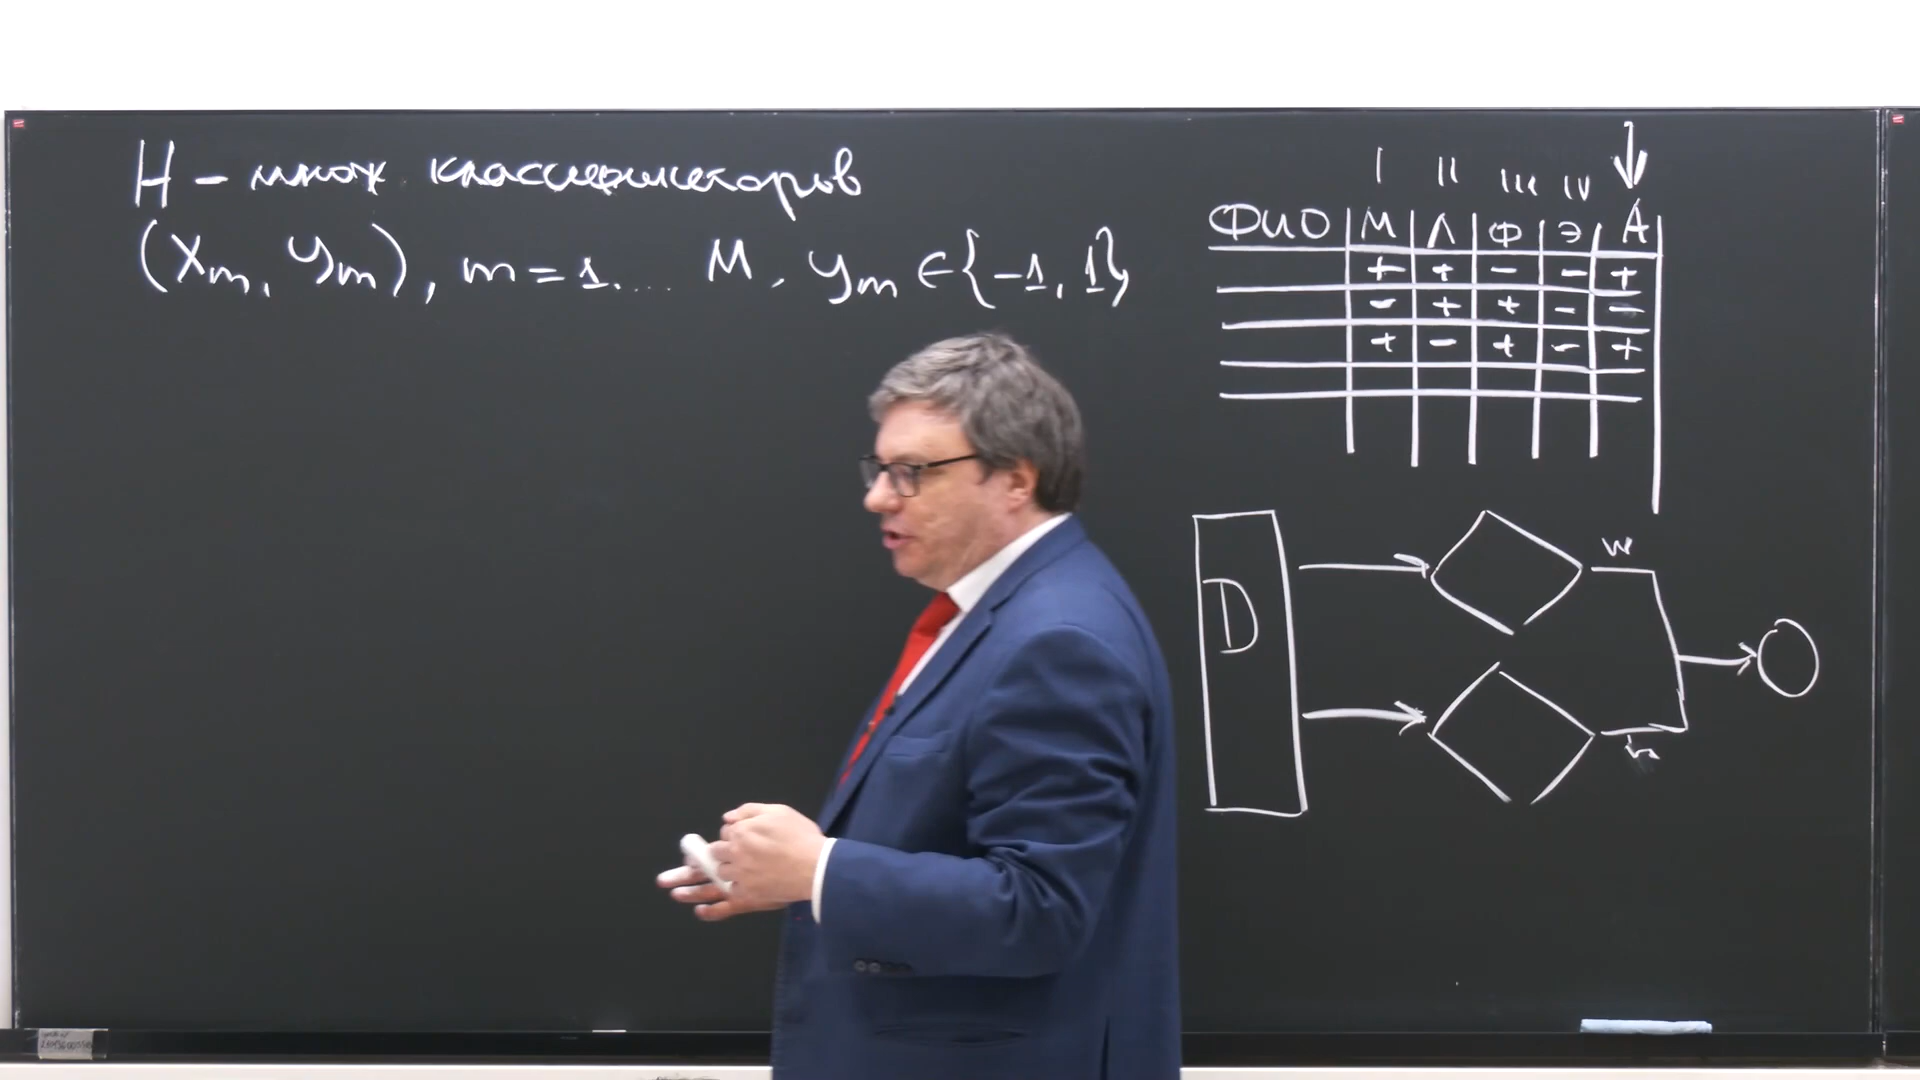 H - множ классификаторов
(Xm, ym), m = 1.... M, ym ∈ {-1, 1}
I II III IV
ФИО М Л Ф Э А
+ + - - +
- + + - -
+ - + - +
D
w